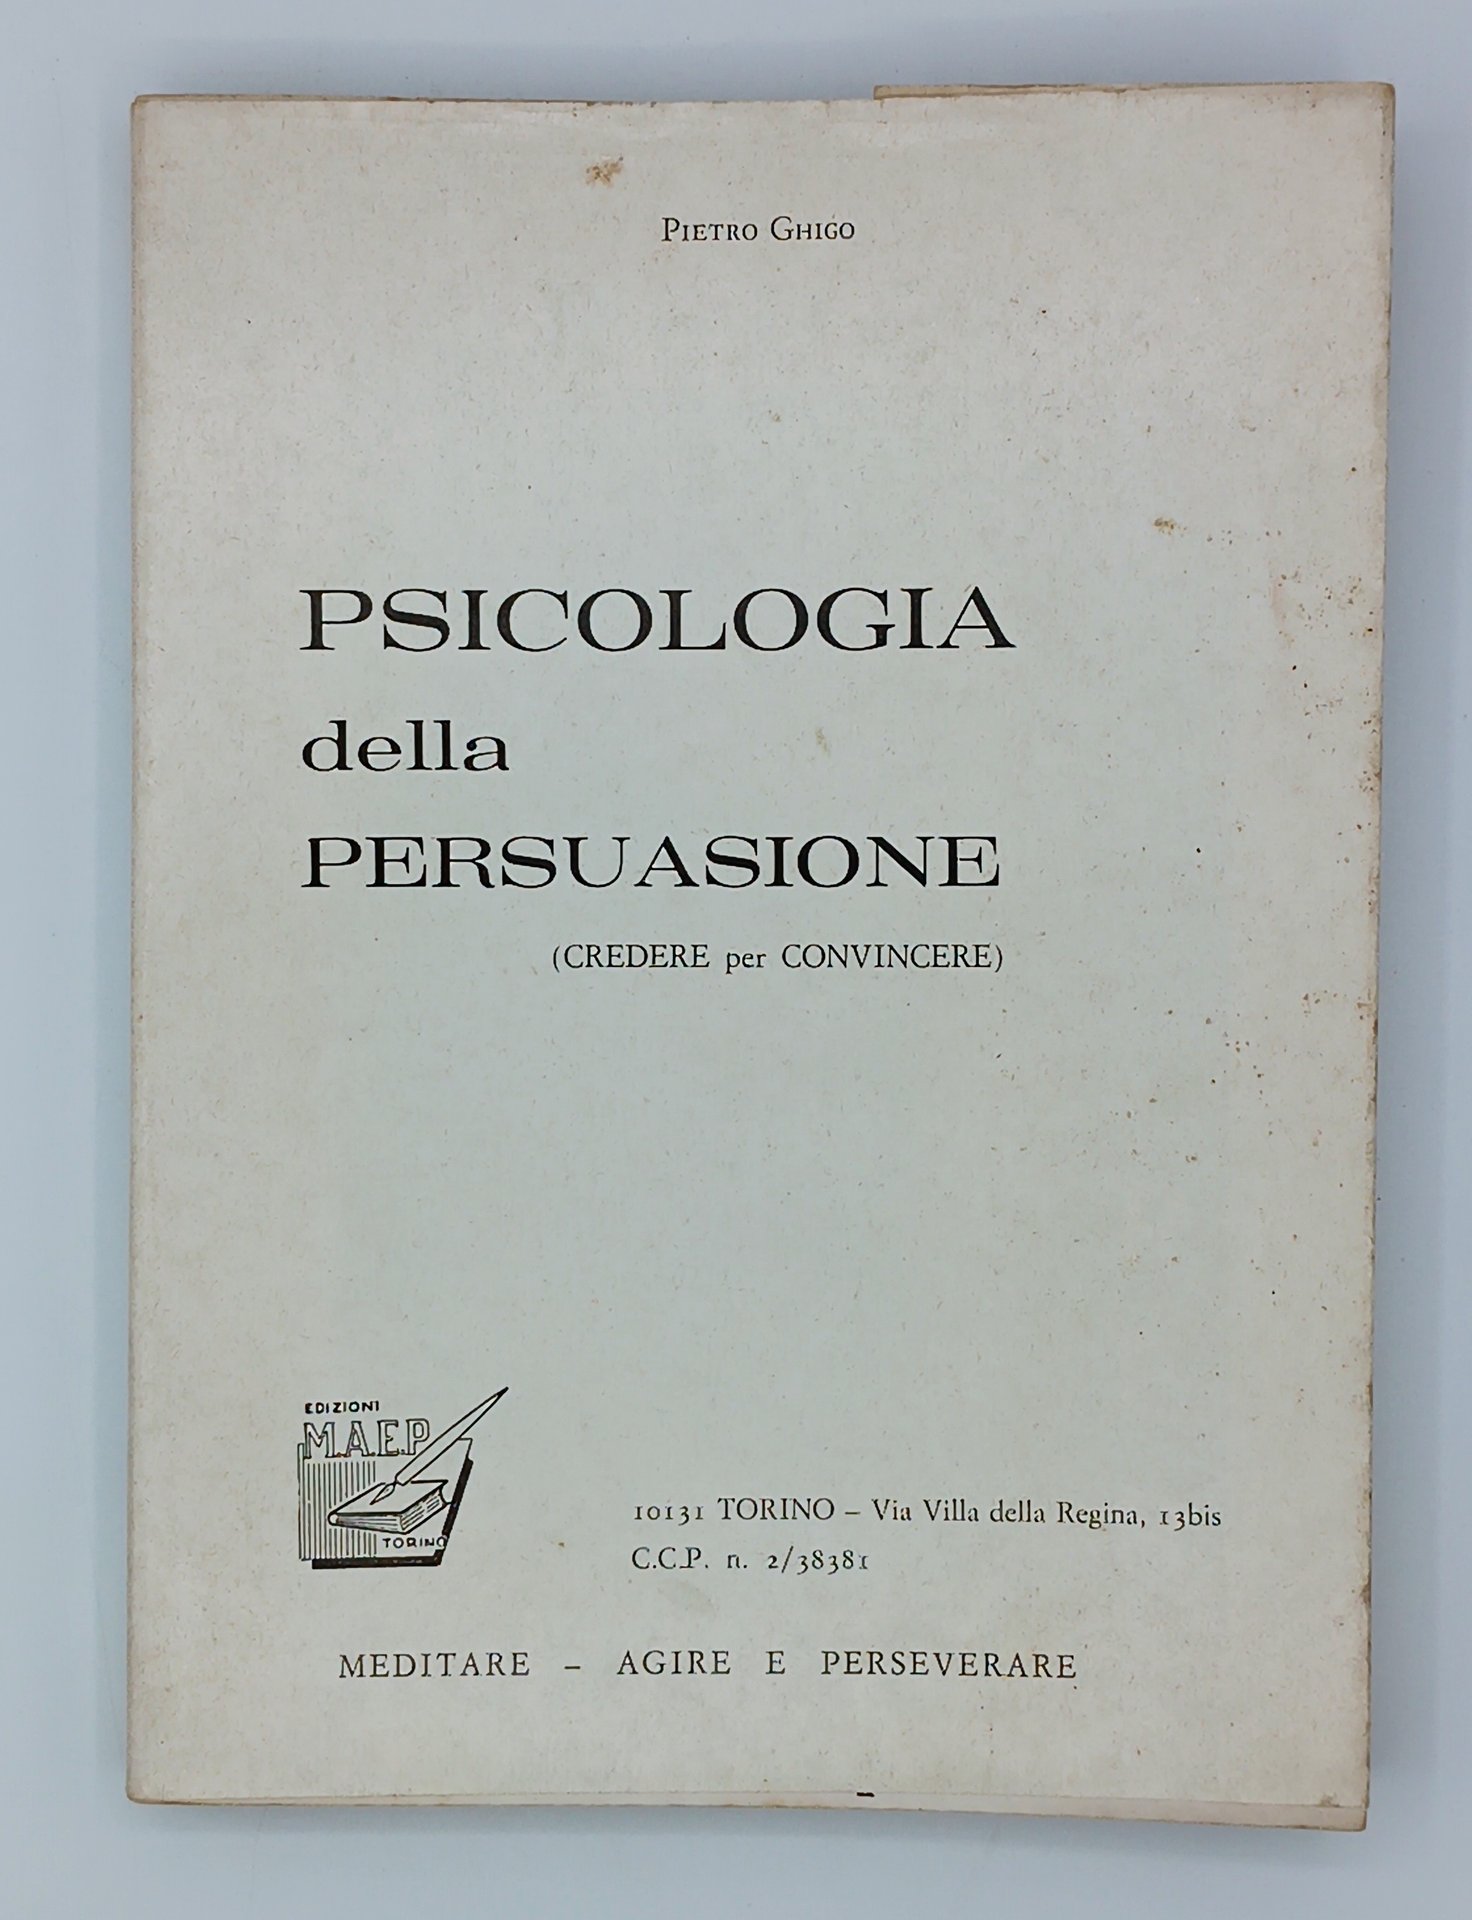 PIETRO GHIGO
PSICOLOGIA
della
PERSUASIONE
(CREDERE per CONVINCERE)
EDIZIONI
M.A.E.P.
TORINO
10131 TORINO – Via Villa della Regina, 13bis
C.C.P. n. 2/38381
MEDITARE – AGIRE E PERSEVERARE